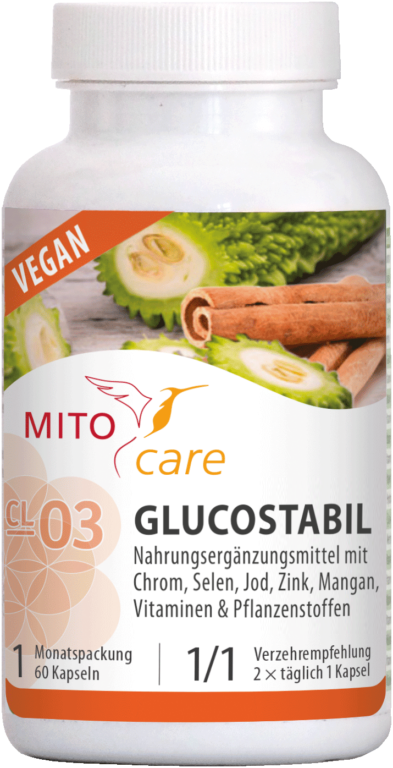 VEGAN
MITO
care
CL 03
GLUCOSTABIL
Nahrungsergänzungsmittel mit
Chrom, Selen, Jod, Zink, Mangan,
Vitaminen & Pflanzenstoffen
1 Monatspackung
60 Kapseln
1/1 Verzehrempfehlung
2 × täglich 1 Kapsel